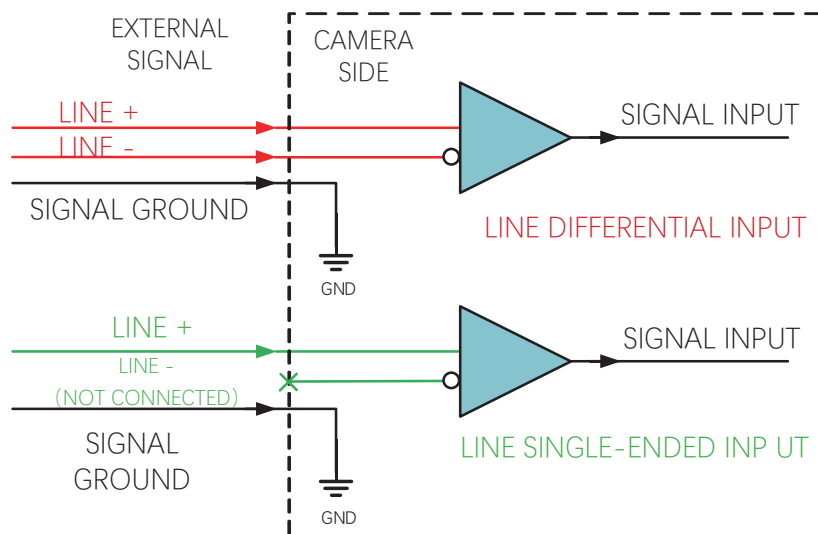 EXTERNAL
SIGNAL
CAMERA
SIDE
LINE +
LINE -
SIGNAL GROUND
GND
SIGNAL INPUT
LINE DIFFERENTIAL INPUT
LINE +
LINE -
(NOT CONNECTED)
SIGNAL
GROUND
GND
SIGNAL INPUT
LINE SINGLE-ENDED INP UT